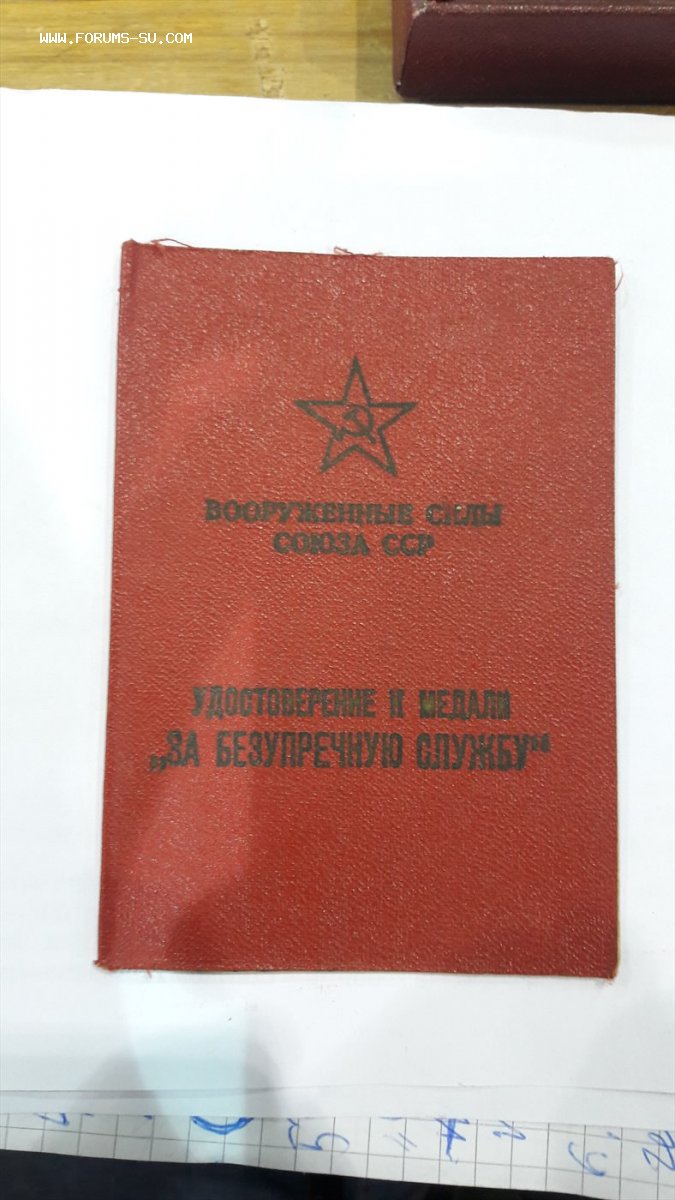 WWW.FORUMS-SU.COM
ВООРУЖЕННЫЕ СИЛЫ
СОЮЗА ССР
УДОСТОВЕРЕНИЕ К МЕДАЛИ
„ЗА БЕЗУПРЕЧНУЮ СЛУЖБУ“